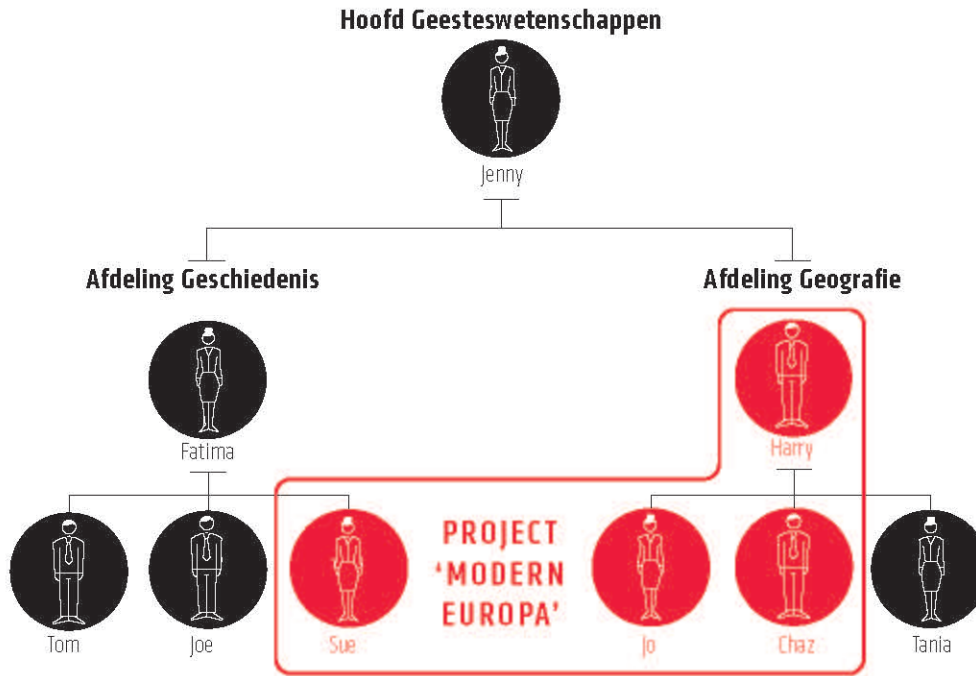 Hoofd Geesteswetenschappen
Jenny
Afdeling Geschiedenis
Afdeling Geografie
Fatima
Harry
PROJECT
‘MODERN
EUROPA’
Tom
Joe
Sue
Jo
Chaz
Tania